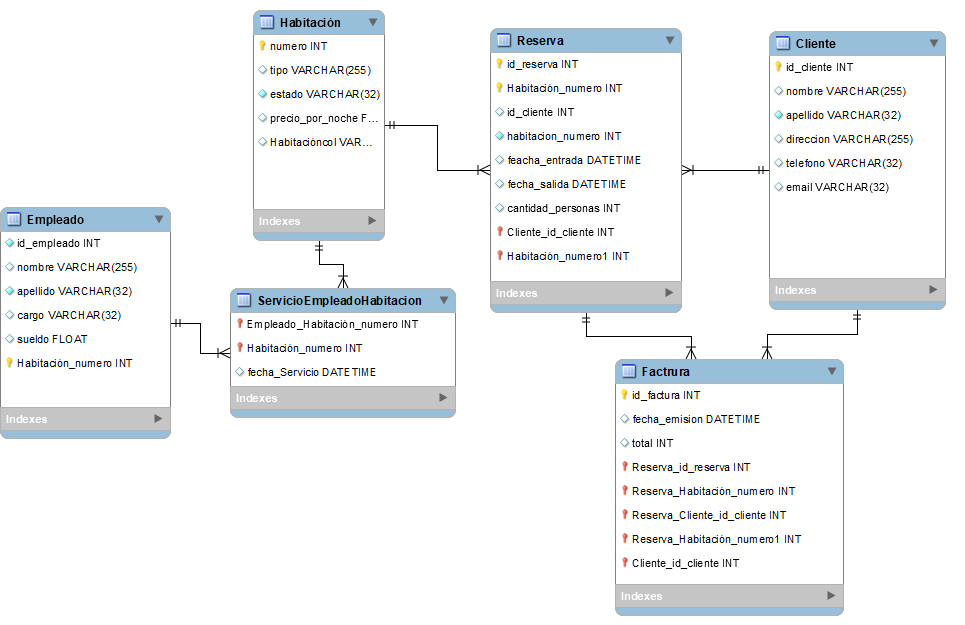 Habitación
numero INT
tipo VARCHAR(255)
estado VARCHAR(32)
precio_por_noche F...
Habitacióncol VAR...
Indexes
Reserva
id_reserva INT
Habitación_numero INT
id_cliente INT
habitacion_numero INT
feacha_entrada DATETIME
fecha_salida DATETIME
cantidad_personas INT
Cliente_id_cliente INT
Habitación_numero1 INT
Indexes
Cliente
id_cliente INT
nombre VARCHAR(255)
apellido VARCHAR(32)
direccion VARCHAR(255)
telefono VARCHAR(32)
email VARCHAR(32)
Indexes
Empleado
id_empleado INT
nombre VARCHAR(255)
apellido VARCHAR(32)
cargo VARCHAR(32)
sueldo FLOAT
Habitación_numero INT
Indexes
ServicioEmpleadoHabitacion
Empleado_Habitación_numero INT
Habitación_numero INT
fecha_Servicio DATETIME
Indexes
Factrura
id_factura INT
fecha_emision DATETIME
total INT
Reserva_id_reserva INT
Reserva_Habitación_numero INT
Reserva_Cliente_id_cliente INT
Reserva_Habitación_numero1 INT
Cliente_id_cliente INT
Indexes